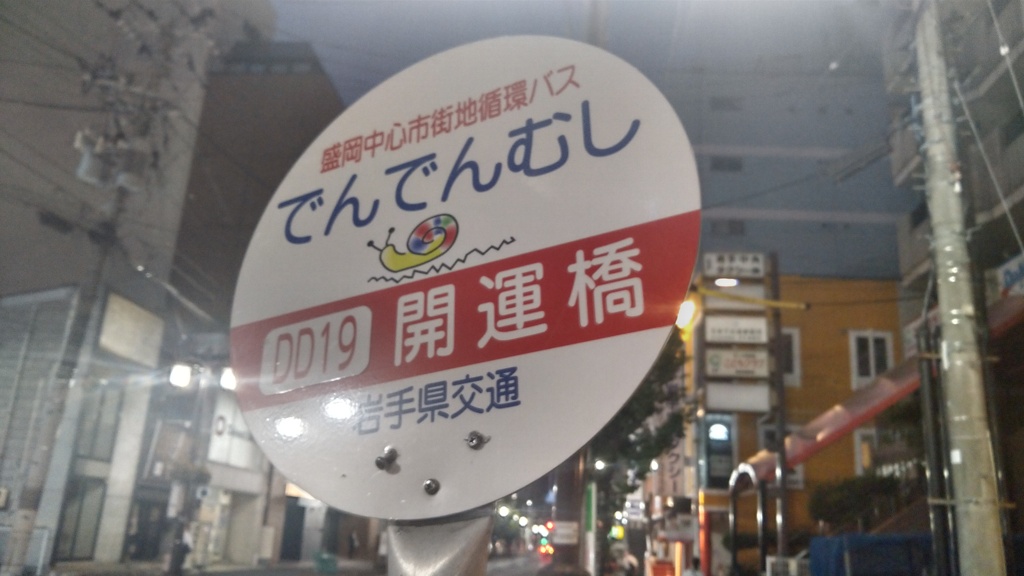 盛岡中心市街地循環バス
でんでんむし
DD19 開運橋
岩手県交通